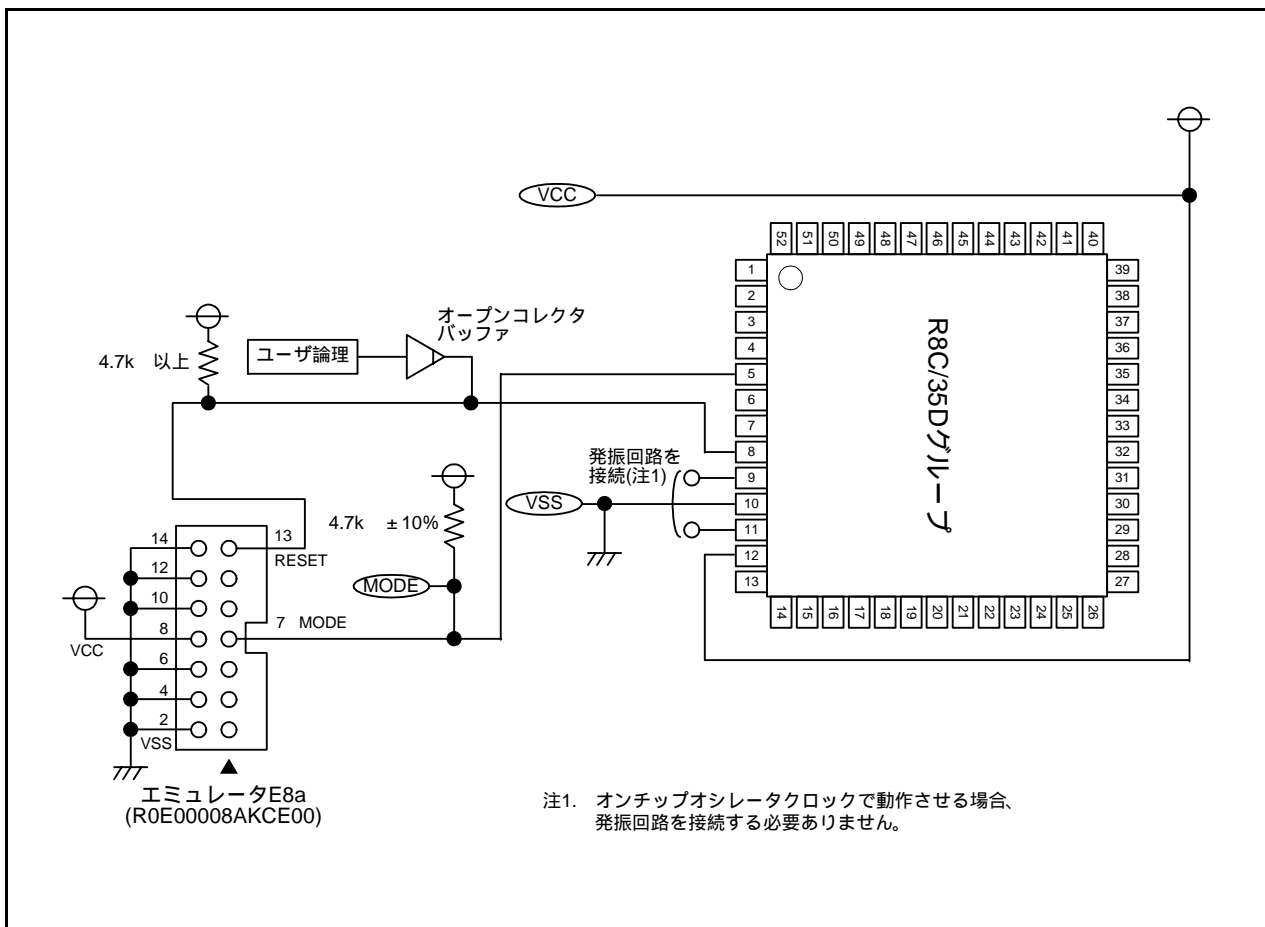 VCC
52 51 50 49 48 47 46 45 44 43 42 41 40
1
2
3
4
5
6
7
8
9
10
11
12
13
39
38
37
36
35
34
33
32
31
30
29
28
27
14 15 16 17 18 19 20 21 22 23 24 25 26
R8C/35Dグループ
オープンコレクタ
バッファ
ユーザ論理
4.7k 以上
発振回路を
接続(注1)
VSS
4.7k ±10%
MODE
14
12
10
8
6
4
2
13
RESET
7 MODE
VCC
VSS
エミュレータE8a
(R0E00008AKCE00)
注1. オンチップオシレータクロックで動作させる場合、
発振回路を接続する必要ありません。